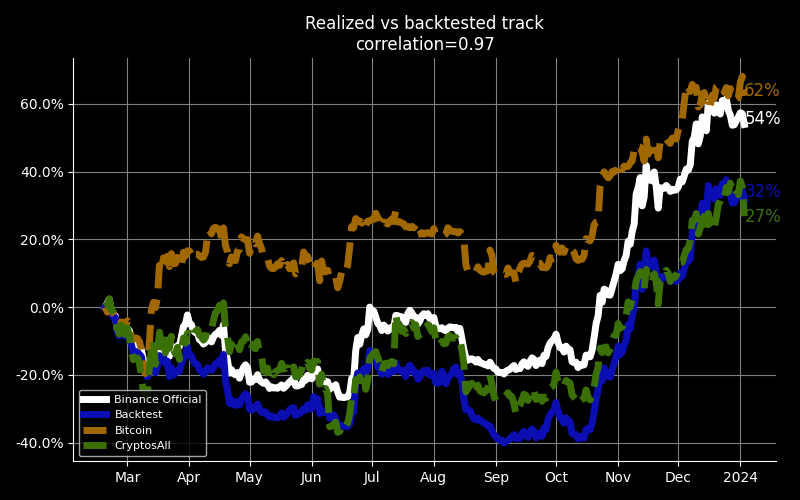 Realized vs backtested track
correlation=0.97
60.0%
40.0%
20.0%
0.0%
-20.0%
-40.0%
62%
54%
32%
27%
Binance Official
Backtest
Bitcoin
CryptosAll
Mar Apr May Jun Jul Aug Sep Oct Nov Dec 2024